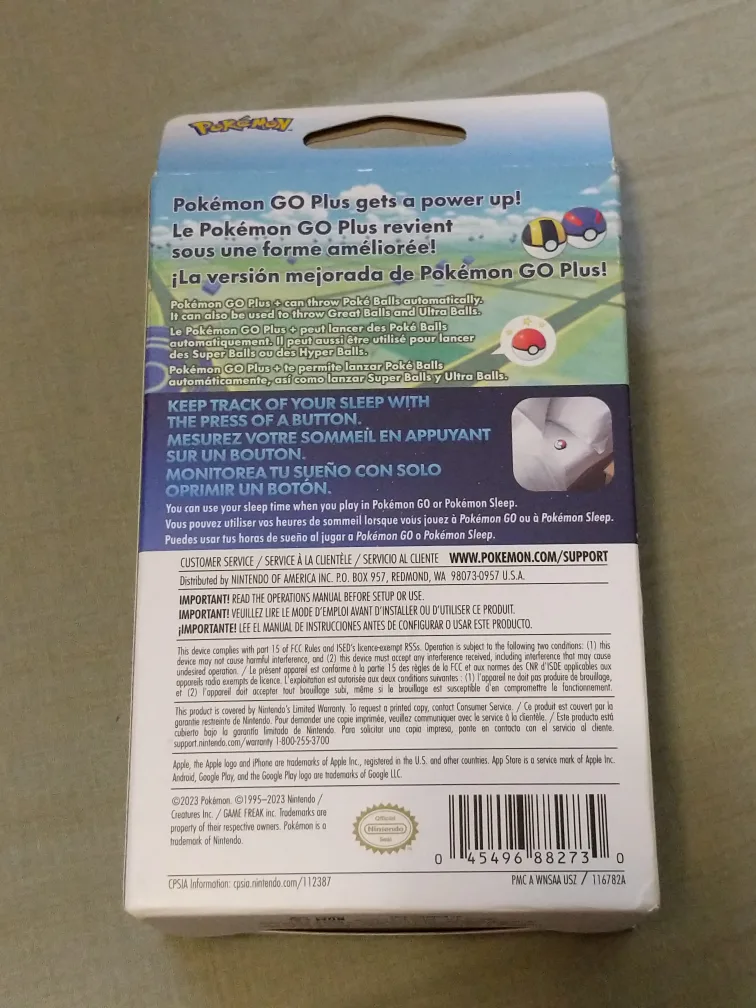 POKÉMON
Pokémon GO Plus gets a power up!
Le Pokémon GO Plus revient
sous une forme améliorée!
¡La versión mejorada de Pokémon GO Plus!
Pokémon GO Plus + can throw Poké Balls automatically.
It can also be used to throw Great Balls and Ultra Balls.
Le Pokémon GO Plus + peut lancer des Poké Balls
automatiquement. Il peut aussi être utilisé pour lancer
des Super Balls ou des Hyper Balls.
Pokémon GO Plus + te permite lanzar Poké Balls
automáticamente, así como lanzar Super Balls y Ultra Balls.
KEEP TRACK OF YOUR SLEEP WITH
THE PRESS OF A BUTTON.
MESUREZ VOTRE SOMMEIL EN APPUYANT
SUR UN BOUTON.
MONITOREA TU SUEÑO CON SOLO
OPRIMIR UN BOTÓN.
You can use your sleep time when you play in Pokémon GO or Pokémon Sleep.
Vous pouvez utiliser vos heures de sommeil lorsque vous jouez à Pokémon GO ou à Pokémon Sleep.
Puedes usar tus horas de sueño al jugar a Pokémon GO o Pokémon Sleep.
CUSTOMER SERVICE / SERVICE À LA CLIENTÈLE / SERVICIO AL CLIENTE WWW.POKEMON.COM/SUPPORT
Distributed by NINTENDO OF AMERICA INC. P.O. BOX 957, REDMOND, WA 98073-0957 U.S.A.
IMPORTANT! READ THE OPERATIONS MANUAL BEFORE SETUP OR USE.
IMPORTANT! VEUILLEZ LIRE LE MODE D'EMPLOI AVANT D'INSTALLER OU D'UTILISER CE PRODUIT.
¡IMPORTANTE! LEE EL MANUAL DE INSTRUCCIONES ANTES DE CONFIGURAR O USAR ESTE PRODUCTO.
This device complies with part 15 of FCC Rules and ISED's licence-exempt RSSs. Operation is subject to the following two conditions: (1) this
device may not cause harmful interference, and (2) this device must accept any interference received, including interference that may cause
undesired operation. / Le présent appareil est conforme à la partie 15 des règles de la FCC et aux normes des CNR d'ISDE applicables aux
appareils radio exempts de licence. L'exploitation est autorisée aux deux conditions suivantes : (1) l'appareil ne doit pas produire de brouillage,
et (2) l'appareil doit accepter tout brouillage subi, même si le brouillage est susceptible d'en compromettre le fonctionnement.
This product is covered by Nintendo's Limited Warranty. To request a printed copy, contact Consumer Service. / Ce produit est couvert par la
garantie restreinte de Nintendo. Pour demander une copie imprimée, veuillez communiquer avec le service à la clientèle. / Este producto está
cubierto bajo la garantía limitada de Nintendo. Para solicitar una copia impresa, ponte en contacto con el servicio al cliente.
support.nintendo.com/warranty 1-800-255-3700
Apple, the Apple logo and iPhone are trademarks of Apple Inc., registered in the U.S. and other countries. App Store is a service mark of Apple Inc.
Android, Google Play, and the Google Play logo are trademarks of Google LLC.
©2023 Pokémon. ©1995–2023 Nintendo /
Creatures Inc. / GAME FREAK inc. Trademarks are
property of their respective owners. Pokémon is a
trademark of Nintendo.
Official
Nintendo
Seal
0 45496 88273 0
CPSIA Information: cpsia.nintendo.com/112387
PMC A WNSAA USZ / 116782A